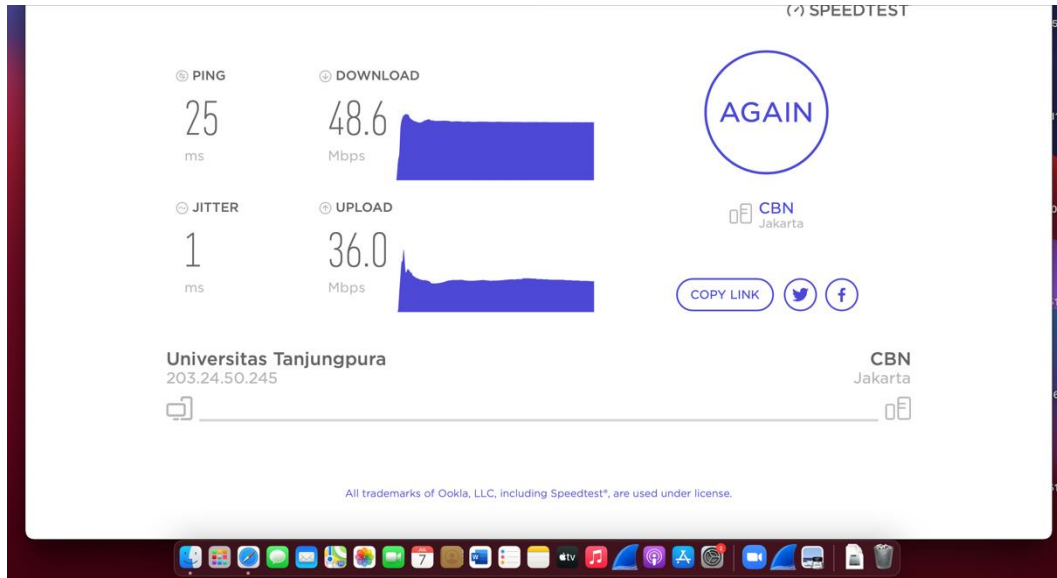 SPEEDTEST
PING
25
ms
DOWNLOAD
48.6
Mbps
AGAIN
JITTER
1
ms
UPLOAD
36.0
Mbps
CBN
Jakarta
COPY LINK
Universitas Tanjungpura
203.24.50.245
CBN
Jakarta
All trademarks of Ookla, LLC, including Speedtest®, are used under license.
7
tv